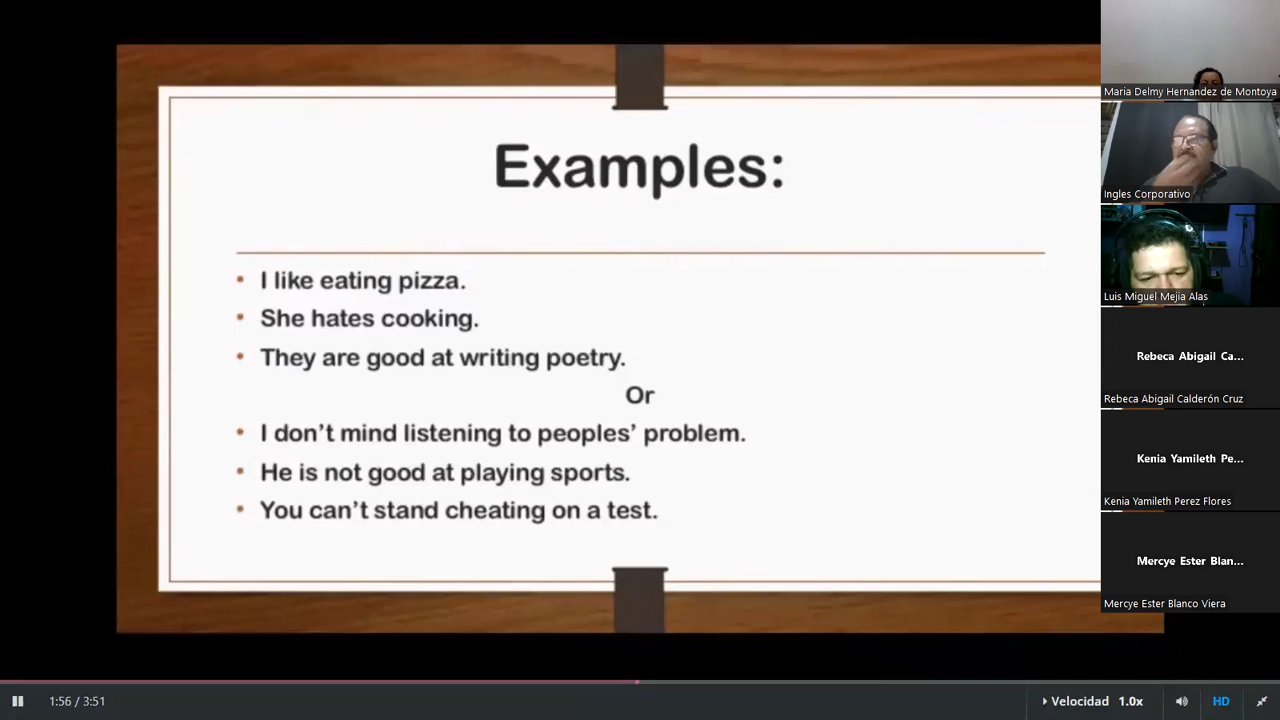 Examples:
• I like eating pizza.
• She hates cooking.
• They are good at writing poetry.
Or
• I don’t mind listening to peoples’ problem.
• He is not good at playing sports.
• You can’t stand cheating on a test.
Maria Delmy Hernandez de Montoya
Ingles Corporativo
Luis Miguel Mejia Alas
Rebeca Abigail Ca...
Rebeca Abigail Calderón Cruz
Kenia Yamileth Pe...
Kenia Yamileth Perez Flores
Mercye Ester Blan...
Mercye Ester Blanco Viera
1:56 / 3:51
Velocidad 1.0x
HD